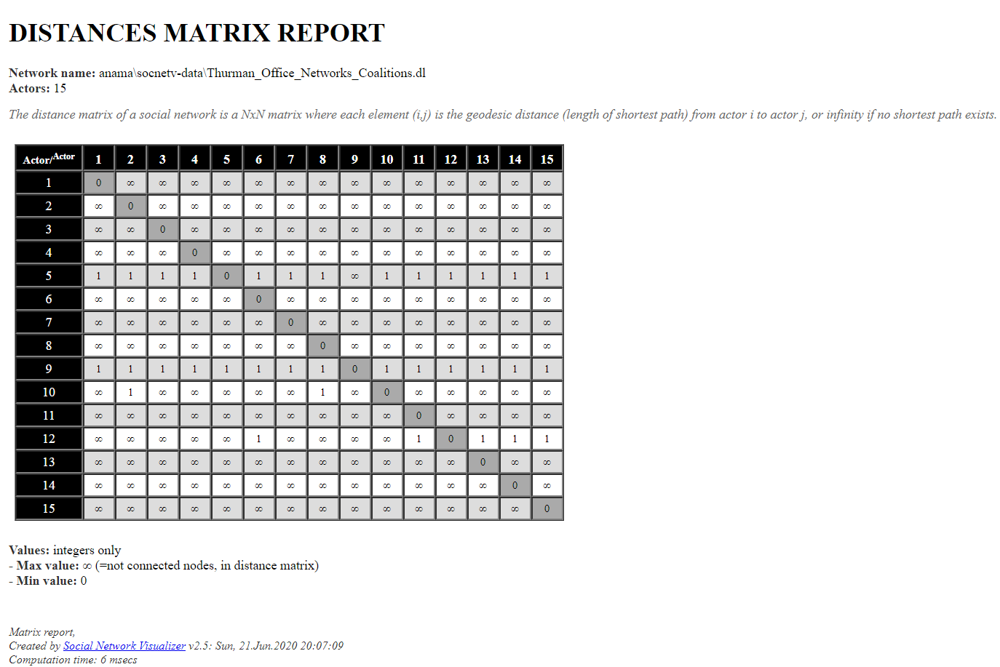 DISTANCES MATRIX REPORT
Network name: anama\socnetv-data\Thurman_Office_Networks_Coalitions.dl
Actors: 15
The distance matrix of a social network is a NxN matrix where each element (i,j) is the geodesic distance (length of shortest path) from actor i to actor j, or infinity if no shortest path exists.
Actor/Actor 1 2 3 4 5 6 7 8 9 10 11 12 13 14 15
1 0 ∞ ∞ ∞ ∞ ∞ ∞ ∞ ∞ ∞ ∞ ∞ ∞ ∞ ∞
2 ∞ 0 ∞ ∞ ∞ ∞ ∞ ∞ ∞ ∞ ∞ ∞ ∞ ∞ ∞
3 ∞ ∞ 0 ∞ ∞ ∞ ∞ ∞ ∞ ∞ ∞ ∞ ∞ ∞ ∞
4 ∞ ∞ ∞ 0 ∞ ∞ ∞ ∞ ∞ ∞ ∞ ∞ ∞ ∞ ∞
5 1 1 1 1 0 1 1 1 ∞ 1 1 1 1 1 1
6 ∞ ∞ ∞ ∞ ∞ 0 ∞ ∞ ∞ ∞ ∞ ∞ ∞ ∞ ∞
7 ∞ ∞ ∞ ∞ ∞ ∞ 0 ∞ ∞ ∞ ∞ ∞ ∞ ∞ ∞
8 ∞ ∞ ∞ ∞ ∞ ∞ ∞ 0 ∞ ∞ ∞ ∞ ∞ ∞ ∞
9 1 1 1 1 1 1 1 1 0 1 1 1 1 1 1
10 ∞ 1 ∞ ∞ ∞ ∞ ∞ 1 ∞ 0 ∞ ∞ ∞ ∞ ∞
11 ∞ ∞ ∞ ∞ ∞ ∞ ∞ ∞ ∞ ∞ 0 ∞ ∞ ∞ ∞
12 ∞ ∞ ∞ ∞ ∞ 1 ∞ ∞ ∞ ∞ 1 0 1 1 1
13 ∞ ∞ ∞ ∞ ∞ ∞ ∞ ∞ ∞ ∞ ∞ ∞ 0 ∞ ∞
14 ∞ ∞ ∞ ∞ ∞ ∞ ∞ ∞ ∞ ∞ ∞ ∞ ∞ 0 ∞
15 ∞ ∞ ∞ ∞ ∞ ∞ ∞ ∞ ∞ ∞ ∞ ∞ ∞ ∞ 0
Values: integers only
- Max value: ∞ (=not connected nodes, in distance matrix)
- Min value: 0
Matrix report,
Created by Social Network Visualizer v2.5: Sun, 21.Jun.2020 20:07:09
Computation time: 6 msecs